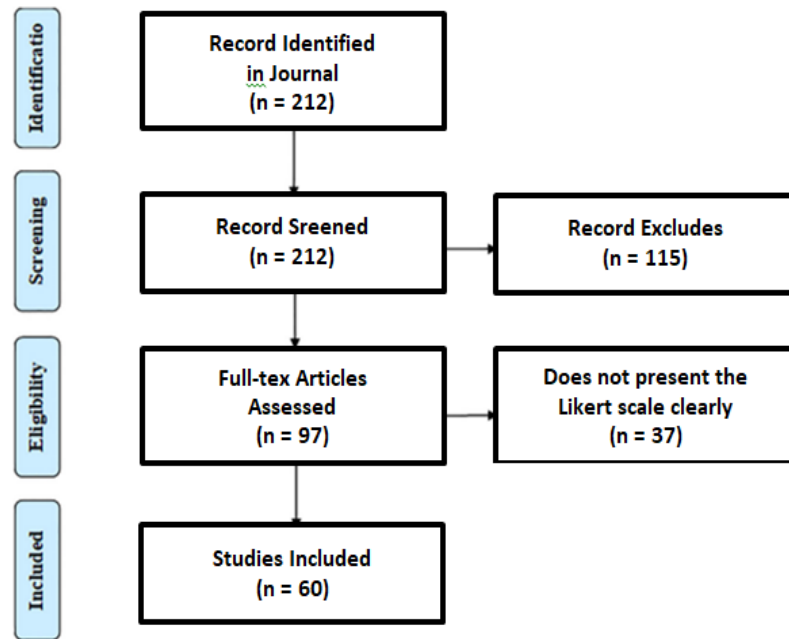 Identificatio
Record Identified
in Journal
(n = 212)
Screening
Record Sreened
(n = 212)
Record Excludes
(n = 115)
Eligibility
Full-tex Articles
Assessed
(n = 97)
Does not present the
Likert scale clearly
(n = 37)
Included
Studies Included
(n = 60)